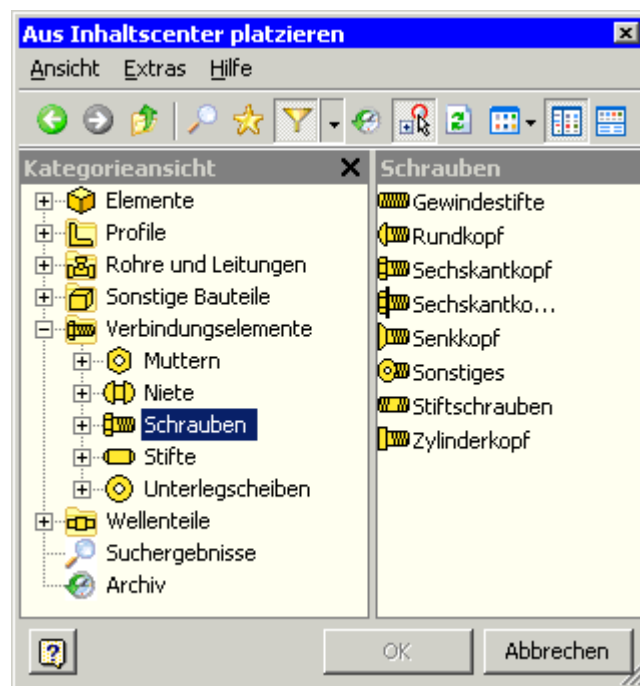 Aus Inhaltscenter platzieren
Ansicht Extras Hilfe
Kategorieansicht
Elemente
Profile
Rohre und Leitungen
Sonstige Bauteile
Verbindungselemente
Muttern
Niete
Schrauben
Stifte
Unterlegscheiben
Wellenteile
Suchergebnisse
Archiv
Schrauben
Gewindestifte
Rundkopf
Sechskantkopf
Sechskantko...
Senkkopf
Sonstiges
Stiftschrauben
Zylinderkopf
OK
Abbrechen